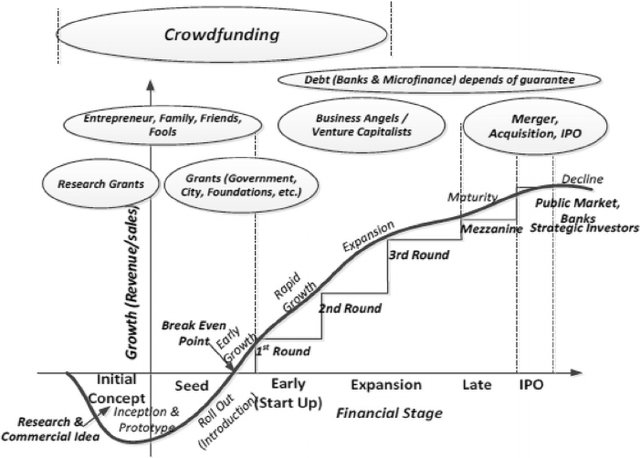 Crowdfunding
Debt (Banks & Microfinance) depends of guarantee
Entrepreneur, Family, Friends,
Fools
Business Angels /
Venture Capitalists
Merger,
Acquisition, IPO
Research Grants
Grants (Government,
City, Foundations, etc.)
Growth (Revenue/sales)
Decline
Maturity
Public Market,
Banks
Strategic Investors
Mezzanine
Expansion
3rd Round
Rapid
Growth
2nd Round
Break Even
Point
Early
Growth
1st Round
Initial
Concept
Seed
Early
(Start Up)
Expansion
Late
IPO
Financial Stage
Inception &
Prototype
Roll Out
(Introduction)
Research &
Commercial Idea